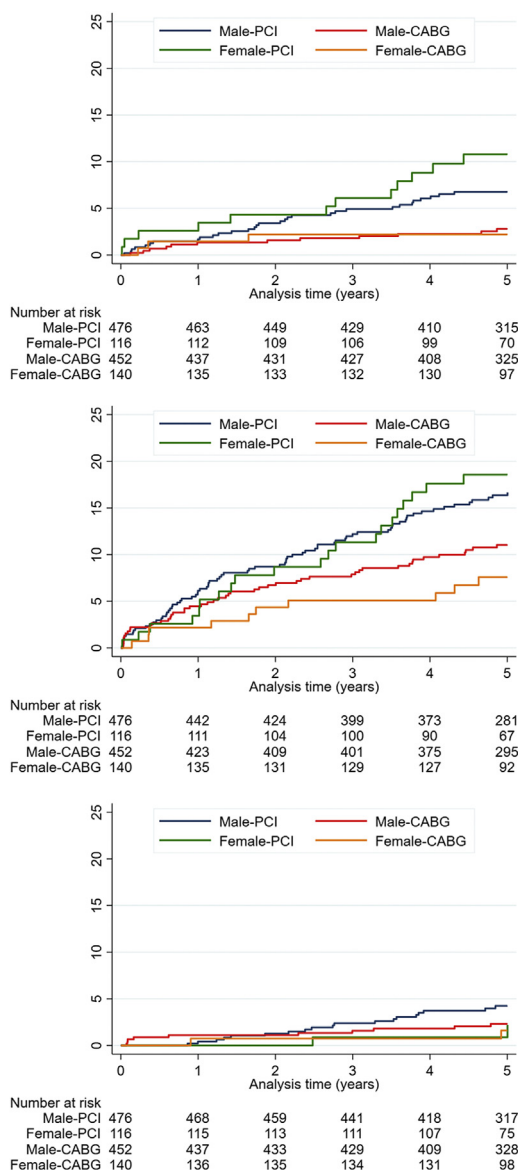 Male-PCI Male-CABG
Female-PCI Female-CABG
25
20
15
10
5
0
0 1 2 3 4 5
Analysis time (years)
Number at risk
Male-PCI 476 463 449 429 410 315
Female-PCI 116 112 109 106 99 70
Male-CABG 452 437 431 427 408 325
Female-CABG 140 135 133 132 130 97
Male-PCI Male-CABG
Female-PCI Female-CABG
25
20
15
10
5
0
0 1 2 3 4 5
Analysis time (years)
Number at risk
Male-PCI 476 442 424 399 373 281
Female-PCI 116 111 104 100 90 67
Male-CABG 452 423 409 401 375 295
Female-CABG 140 135 131 129 127 92
Male-PCI Male-CABG
Female-PCI Female-CABG
25
20
15
10
5
0
0 1 2 3 4 5
Analysis time (years)
Number at risk
Male-PCI 476 468 459 441 418 317
Female-PCI 116 115 113 111 107 75
Male-CABG 452 437 433 429 409 328
Female-CABG 140 136 135 134 131 98